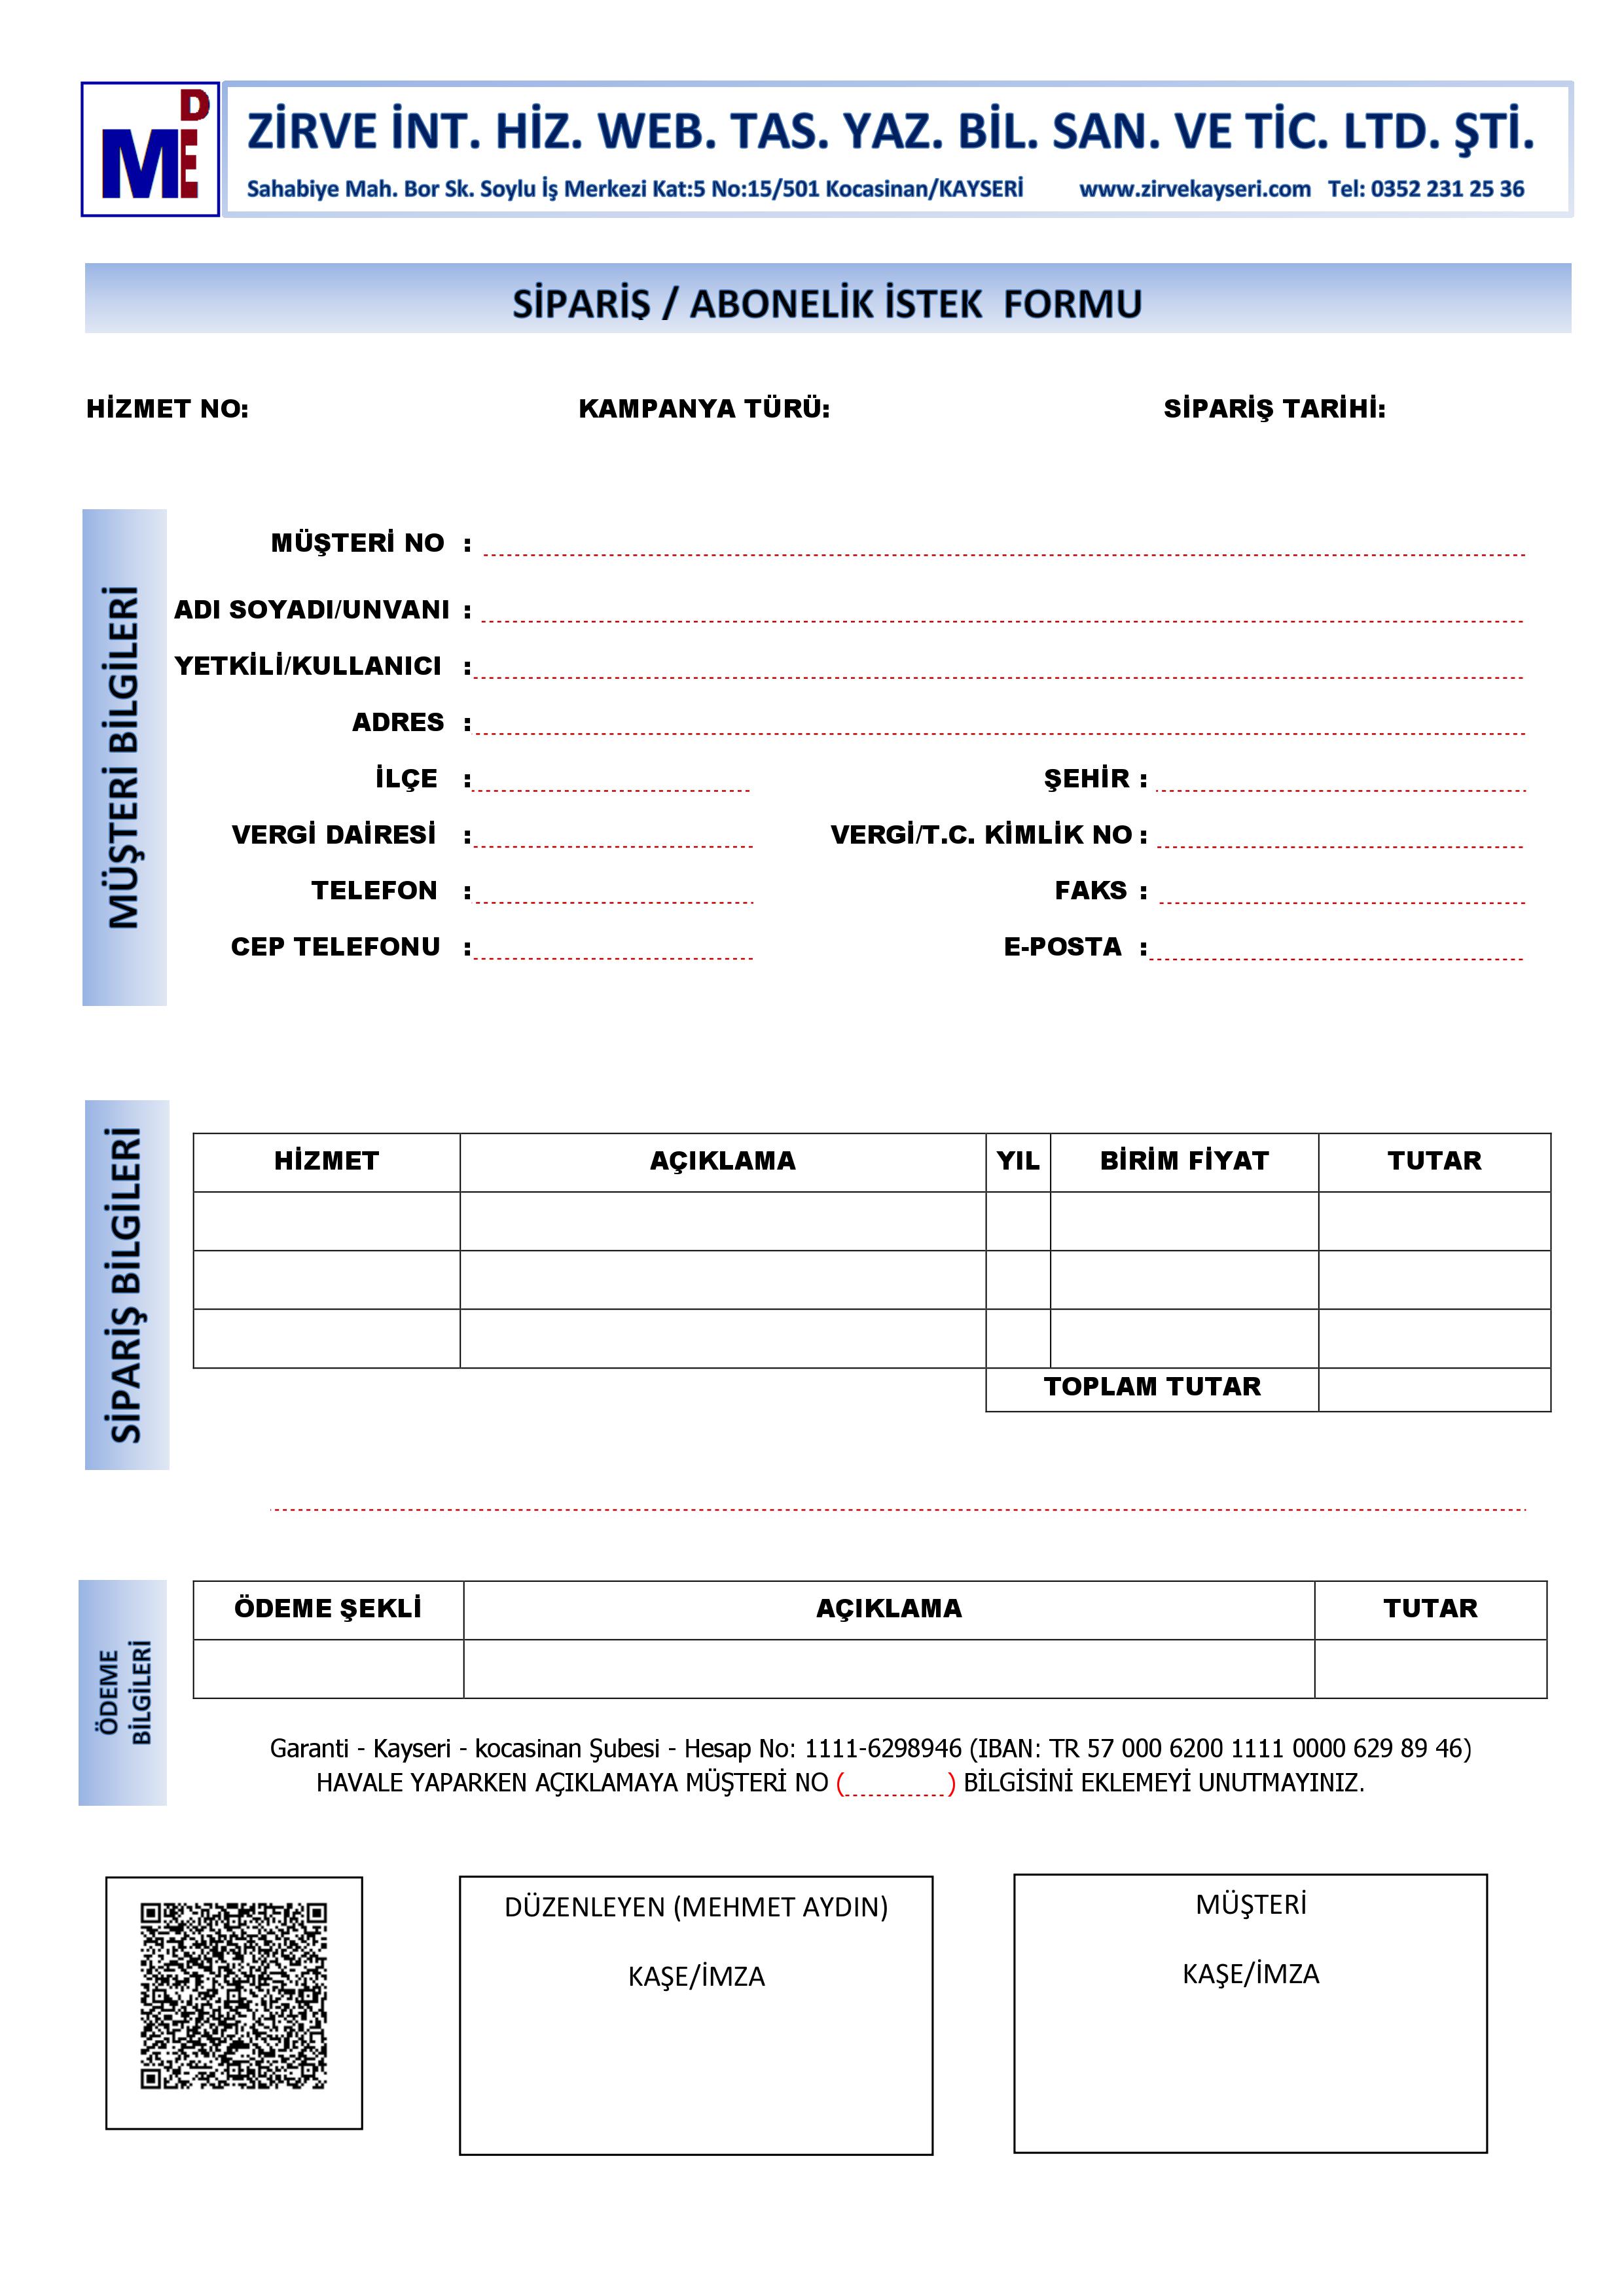 MED
ZİRVE İNT. HİZ. WEB. TAS. YAZ. BİL. SAN. VE TİC. LTD. ŞTİ.
Sahabiye Mah. Bor Sk. Soylu İş Merkezi Kat:5 No:15/501 Kocasinan/KAYSERİ www.zirvekayseri.com Tel: 0352 231 25 36
SİPARİŞ / ABONELİK İSTEK FORMU
HİZMET NO: KAMPANYA TÜRÜ: SİPARİŞ TARİHİ:
MÜŞTERİ BİLGİLERİ
MÜŞTERİ NO :
ADI SOYADI/UNVANI :
YETKİLİ/KULLANICI :
ADRES :
İLÇE : ŞEHİR :
VERGİ DAİRESİ : VERGİ/T.C. KİMLİK NO :
TELEFON : FAKS :
CEP TELEFONU : E-POSTA :
SİPARİŞ BİLGİLERİ
HİZMET AÇIKLAMA YIL BİRİM FİYAT TUTAR
TOPLAM TUTAR
ÖDEME
BİLGİLERİ
ÖDEME ŞEKLİ AÇIKLAMA TUTAR
Garanti - Kayseri - kocasinan Şubesi - Hesap No: 1111-6298946 (IBAN: TR 57 000 6200 1111 0000 629 89 46)
HAVALE YAPARKEN AÇIKLAMAYA MÜŞTERİ NO (..............) BİLGİSİNİ EKLEMEYİ UNUTMAYINIZ.
DÜZENLEYEN (MEHMET AYDIN)
KAŞE/İMZA
MÜŞTERİ
KAŞE/İMZA